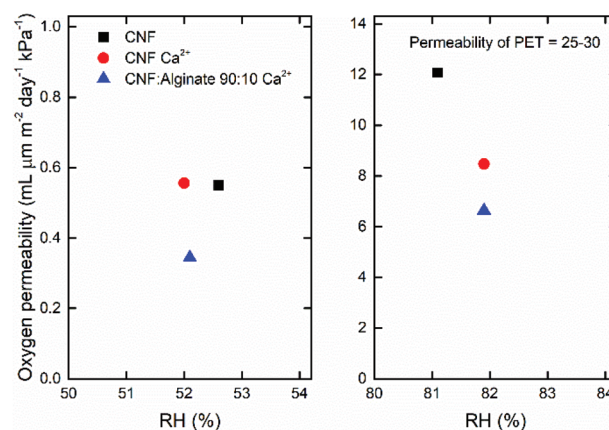 Oxygen permeability (mL μm m⁻² day⁻¹ kPa⁻¹)
1.0
0.8
0.6
0.4
0.2
0.0
CNF
CNF Ca²⁺
CNF:Alginate 90:10 Ca²⁺
50 51 52 53 54
RH (%)
14
12
10
8
6
4
2
0
Permeability of PET = 25-30
80 81 82 83 84
RH (%)